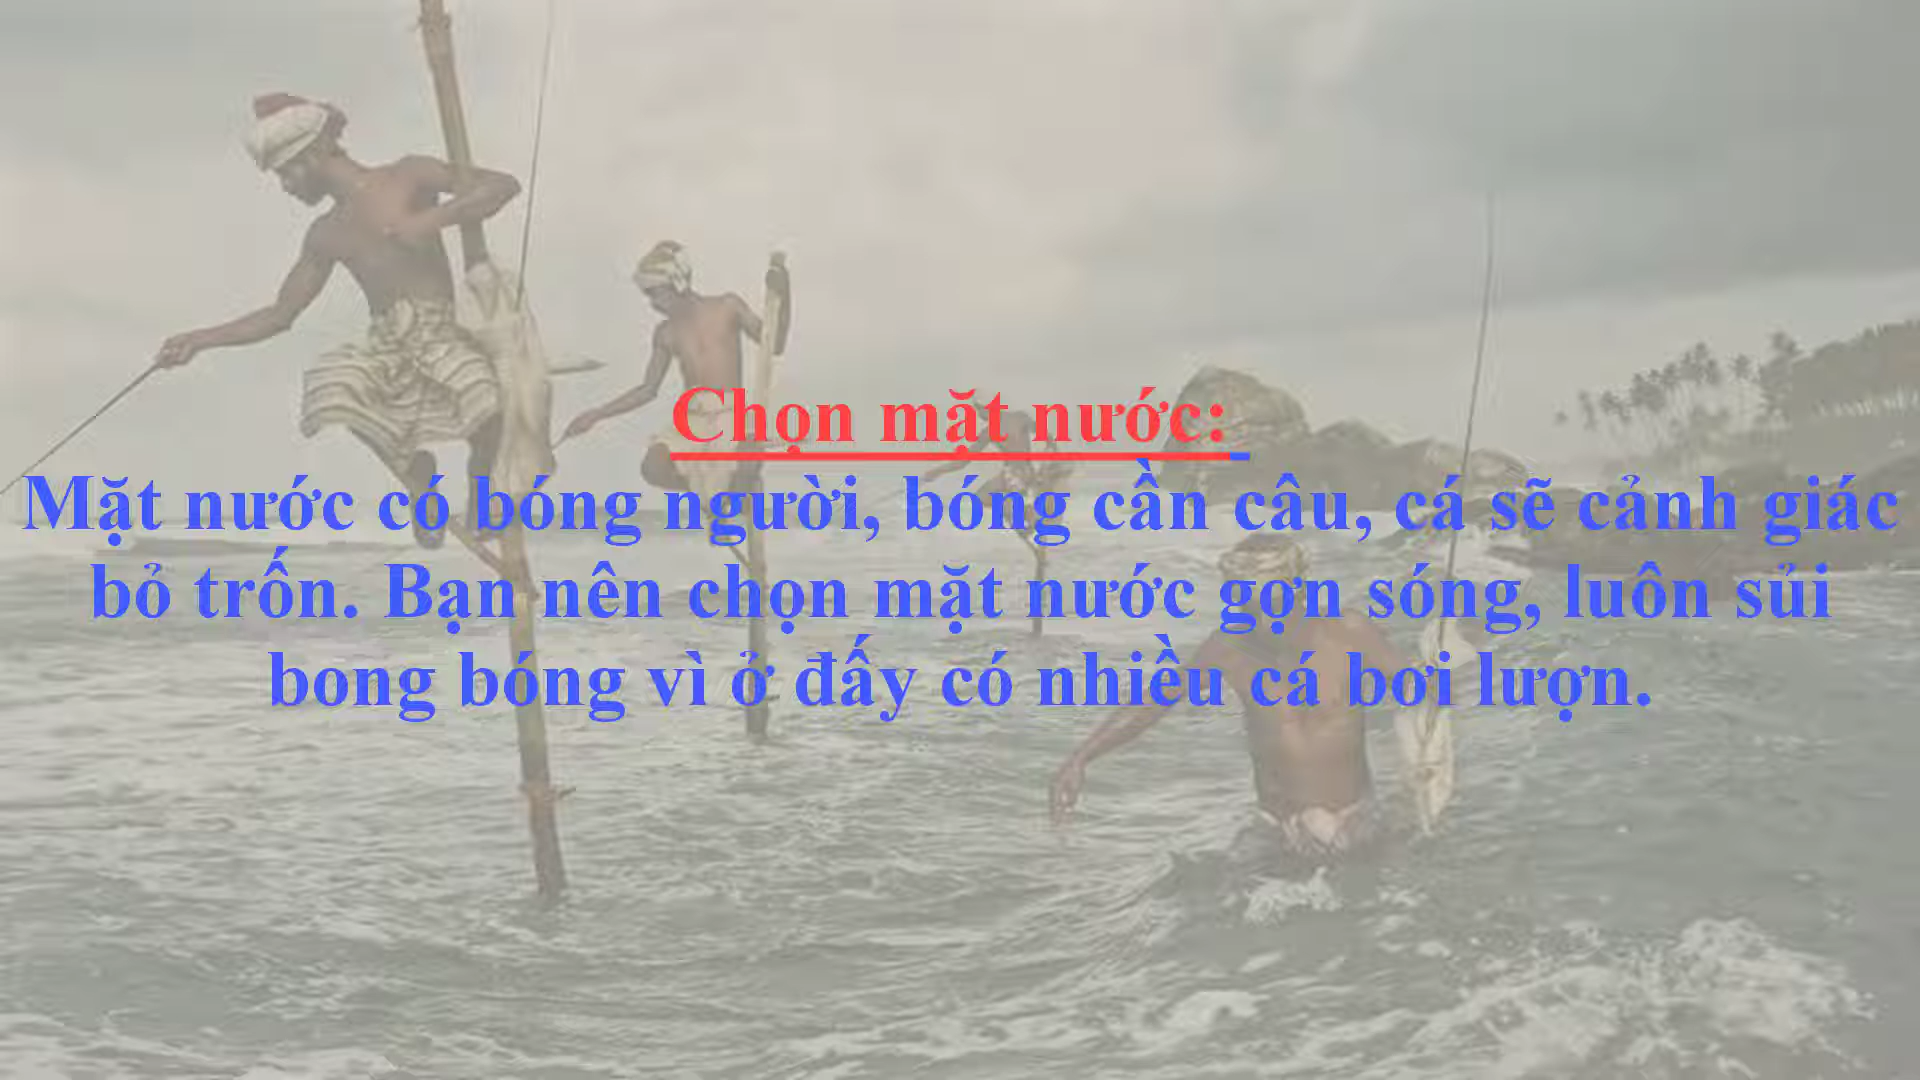 Chọn mặt nước:
Mặt nước có bóng người, bóng cần câu, cá sẽ cảnh giác
bỏ trốn. Bạn nên chọn mặt nước gợn sóng, luôn sủi
bong bóng vì ở đấy có nhiều cá bơi lượn.